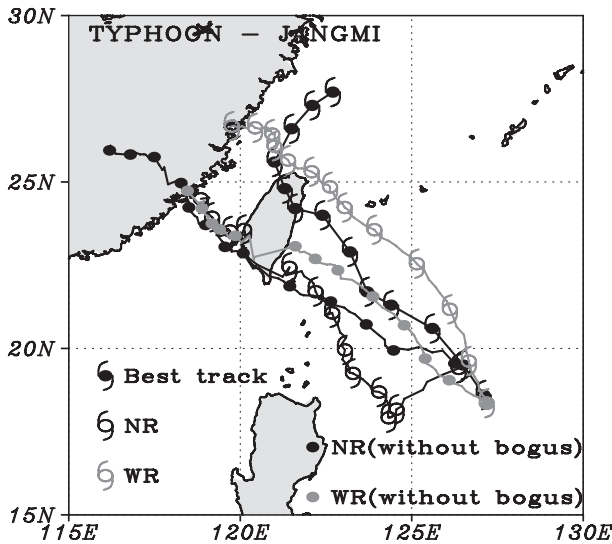 30N
TYPHOON - JANGMI
25N
20N
Best track
NR
WR
NR(without bogus)
WR(without bogus)
15N
115E 120E 125E 130E